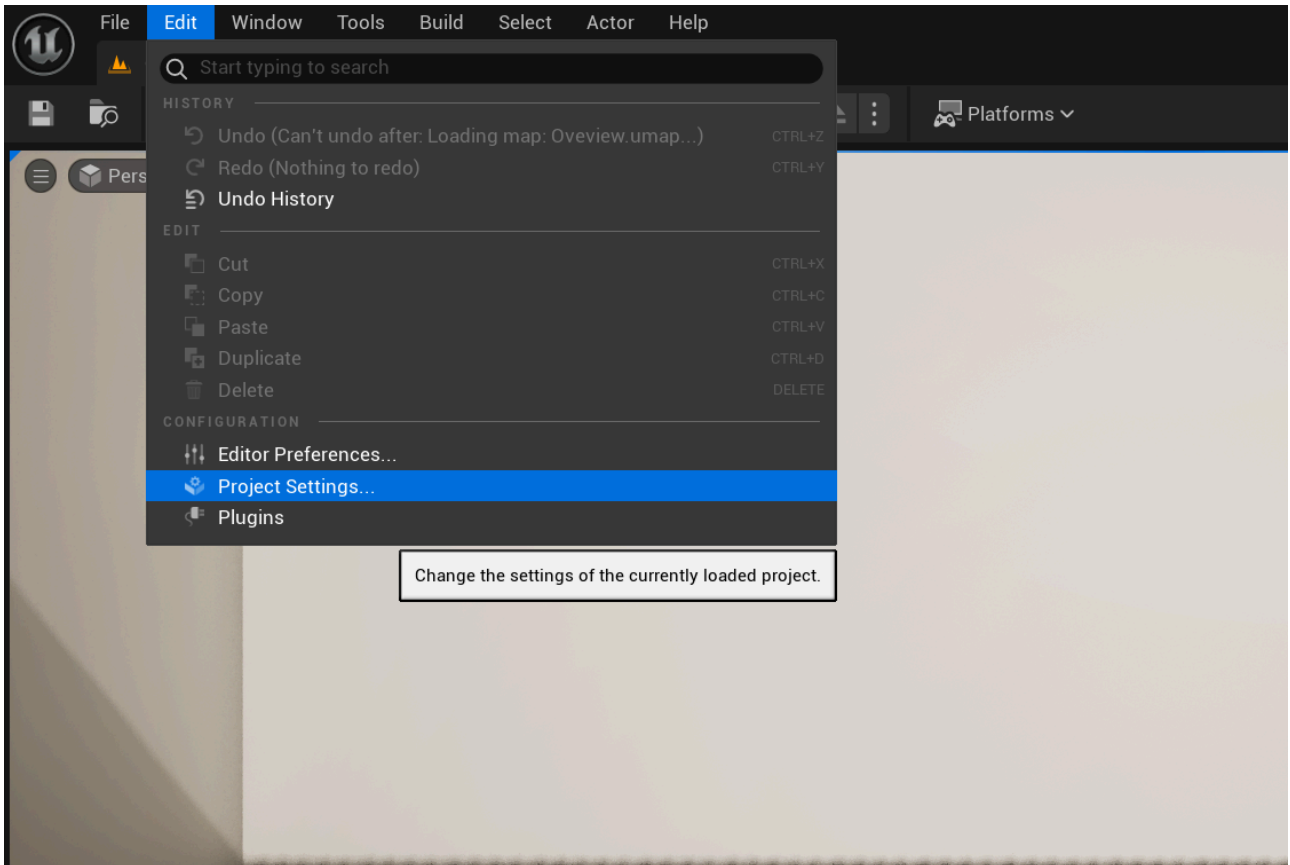 File Edit Window Tools Build Select Actor Help
Start typing to search
HISTORY
Undo (Can't undo after: Loading map: Oveview.umap...) CTRL+Z
Platforms
Redo (Nothing to redo) CTRL+Y
Pers
Undo History
EDIT
Cut CTRL+X
Copy CTRL+C
Paste CTRL+V
Duplicate CTRL+D
Delete DELETE
CONFIGURATION
Editor Preferences...
Project Settings...
Plugins
Change the settings of the currently loaded project.